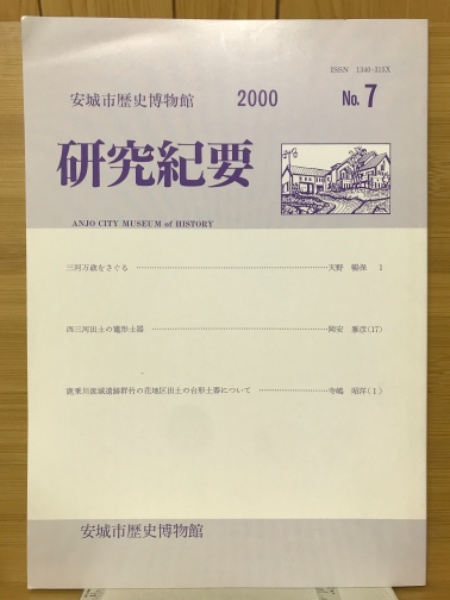 ISSN 1340-315X
安城市歴史博物館 2000 No. 7
研究紀要
ANJO CITY MUSEUM of HISTORY
三河万歳をさぐる ………… 天野 暢保 1
西三河出土の竈形土器 ………… 岡安 雅彦(17)
鹿乗川流域遺跡群竹の花地区出土の台形土器について ………… 寺嶋 昭洋(1)
安城市歴史博物館